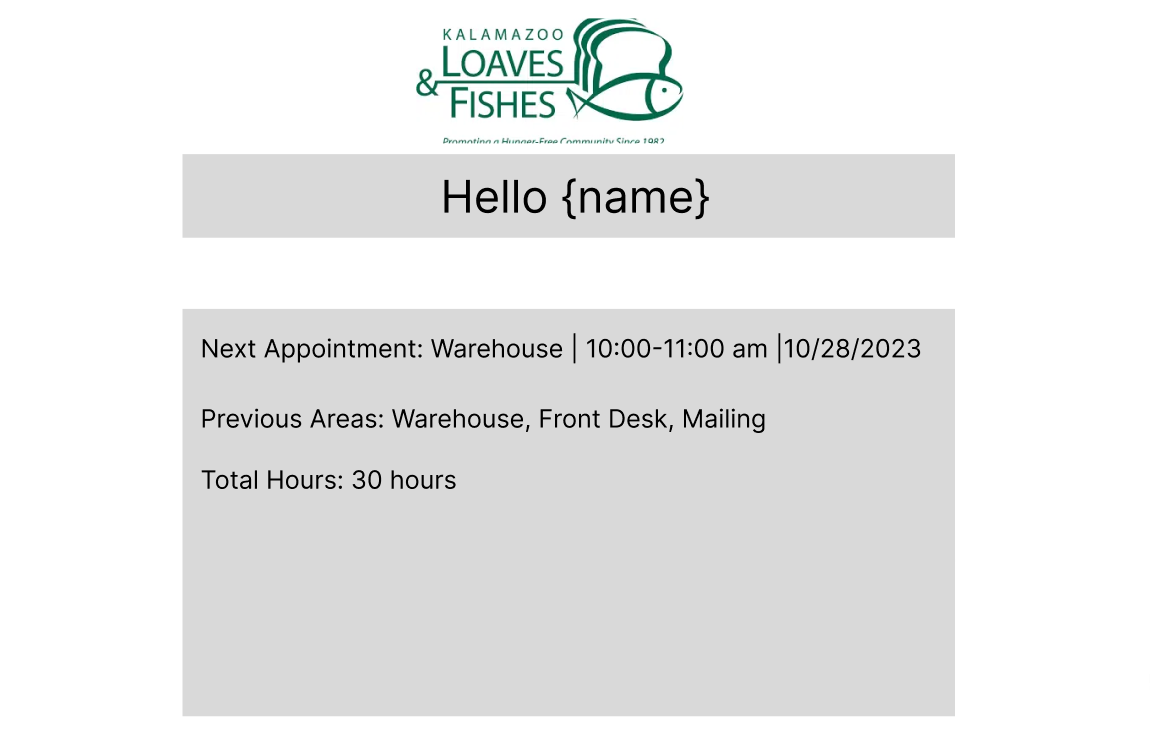 KALAMAZOO
LOAVES
& FISHES
Promoting a Hunger-Free Community Since 1982
Hello {name}
Next Appointment: Warehouse | 10:00-11:00 am |10/28/2023
Previous Areas: Warehouse, Front Desk, Mailing
Total Hours: 30 hours